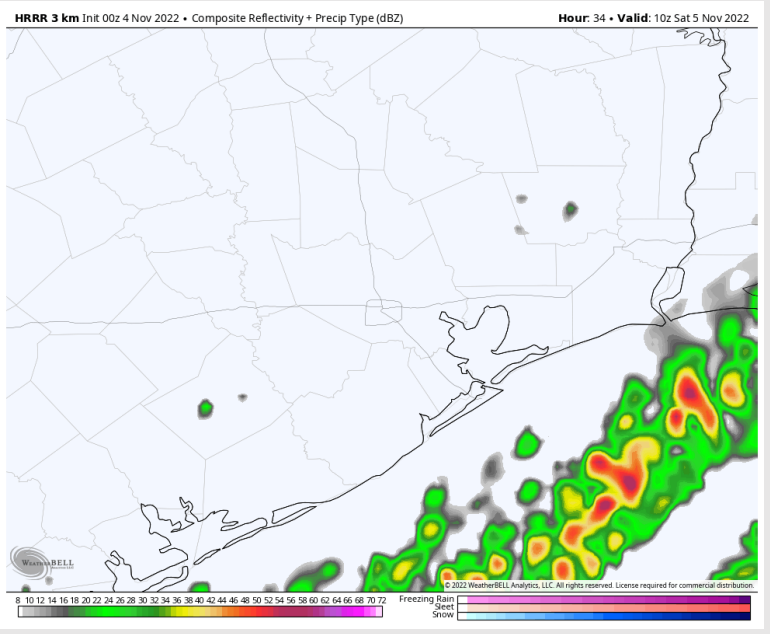 HRRR 3 km Init 00z 4 Nov 2022 • Composite Reflectivity + Precip Type (dBZ)
Hour: 34 • Valid: 10z Sat 5 Nov 2022
WEATHERBELL
© 2022 WeatherBELL Analytics, LLC. All rights reserved. License required for commercial distribution.
8 10 12 14 16 18 20 22 24 26 28 30 32 34 36 38 40 42 44 46 48 50 52 54 56 58 60 62 64 66 68 70 72
Freezing Rain
Sleet
Snow